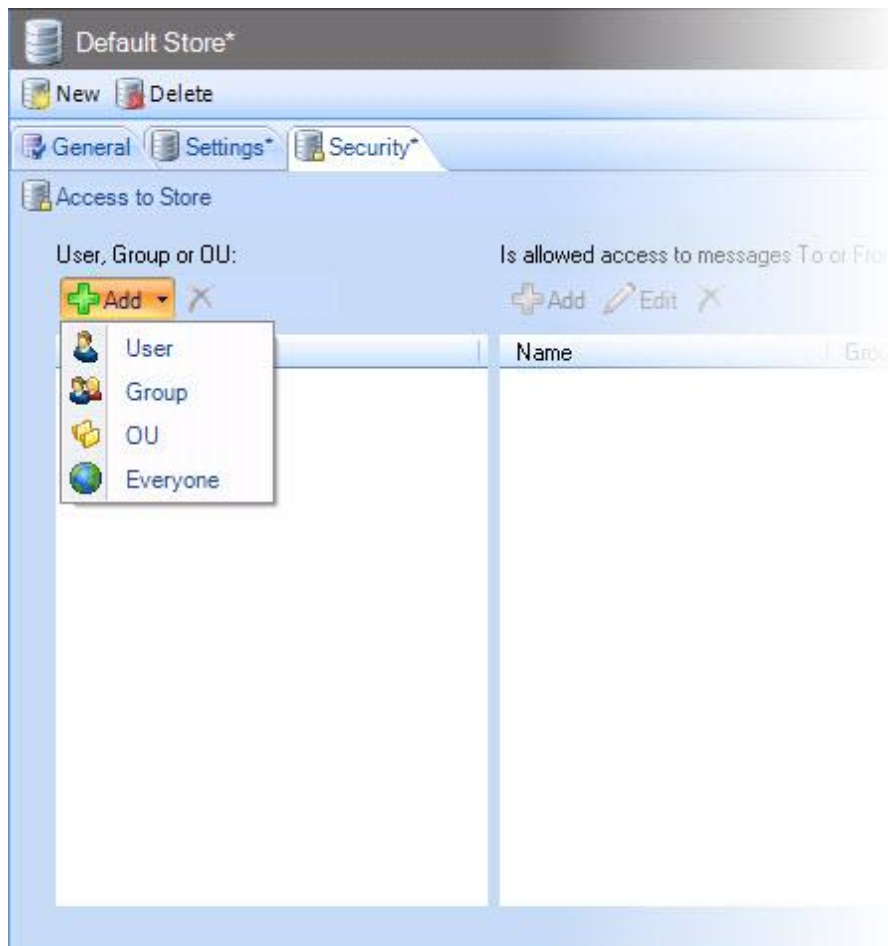 Default Store*
New Delete
General Settings* Security*
Access to Store
User, Group or OU: Is allowed access to messages To or
Add Add Edit
User
Group
OU
Everyone
Name